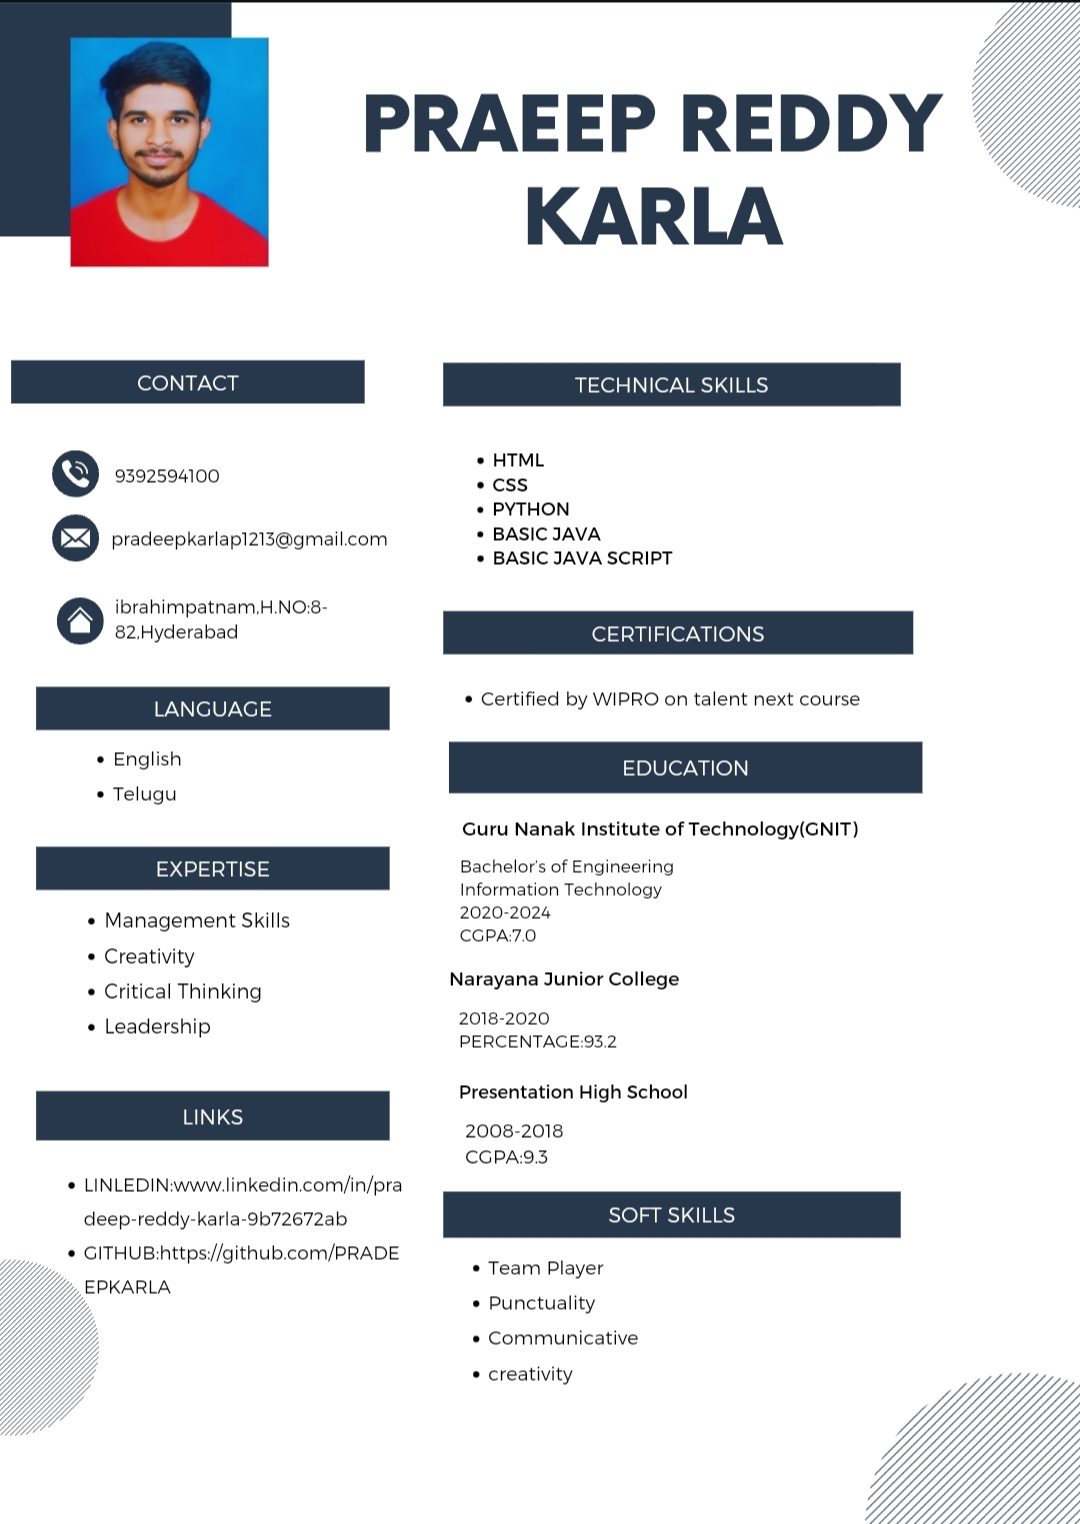 PRAEEP REDDY
KARLA
CONTACT
9392594100
pradeepkarlap1213@gmail.com
ibrahimpatnam,H.NO:8-
82,Hyderabad
LANGUAGE
English
Telugu
EXPERTISE
Management Skills
Creativity
Critical Thinking
Leadership
LINKS
LINLEDIN:www.linkedin.com/in/pra
deep-reddy-karla-9b72672ab
GITHUB:https://github.com/PRADE
EPKARLA
TECHNICAL SKILLS
HTML
CSS
PYTHON
BASIC JAVA
BASIC JAVA SCRIPT
CERTIFICATIONS
Certified by WIPRO on talent next course
EDUCATION
Guru Nanak Institute of Technology(GNIT)
Bachelor's of Engineering
Information Technology
2020-2024
CGPA:7.0
Narayana Junior College
2018-2020
PERCENTAGE:93.2
Presentation High School
2008-2018
CGPA:9.3
SOFT SKILLS
Team Player
Punctuality
Communicative
creativity